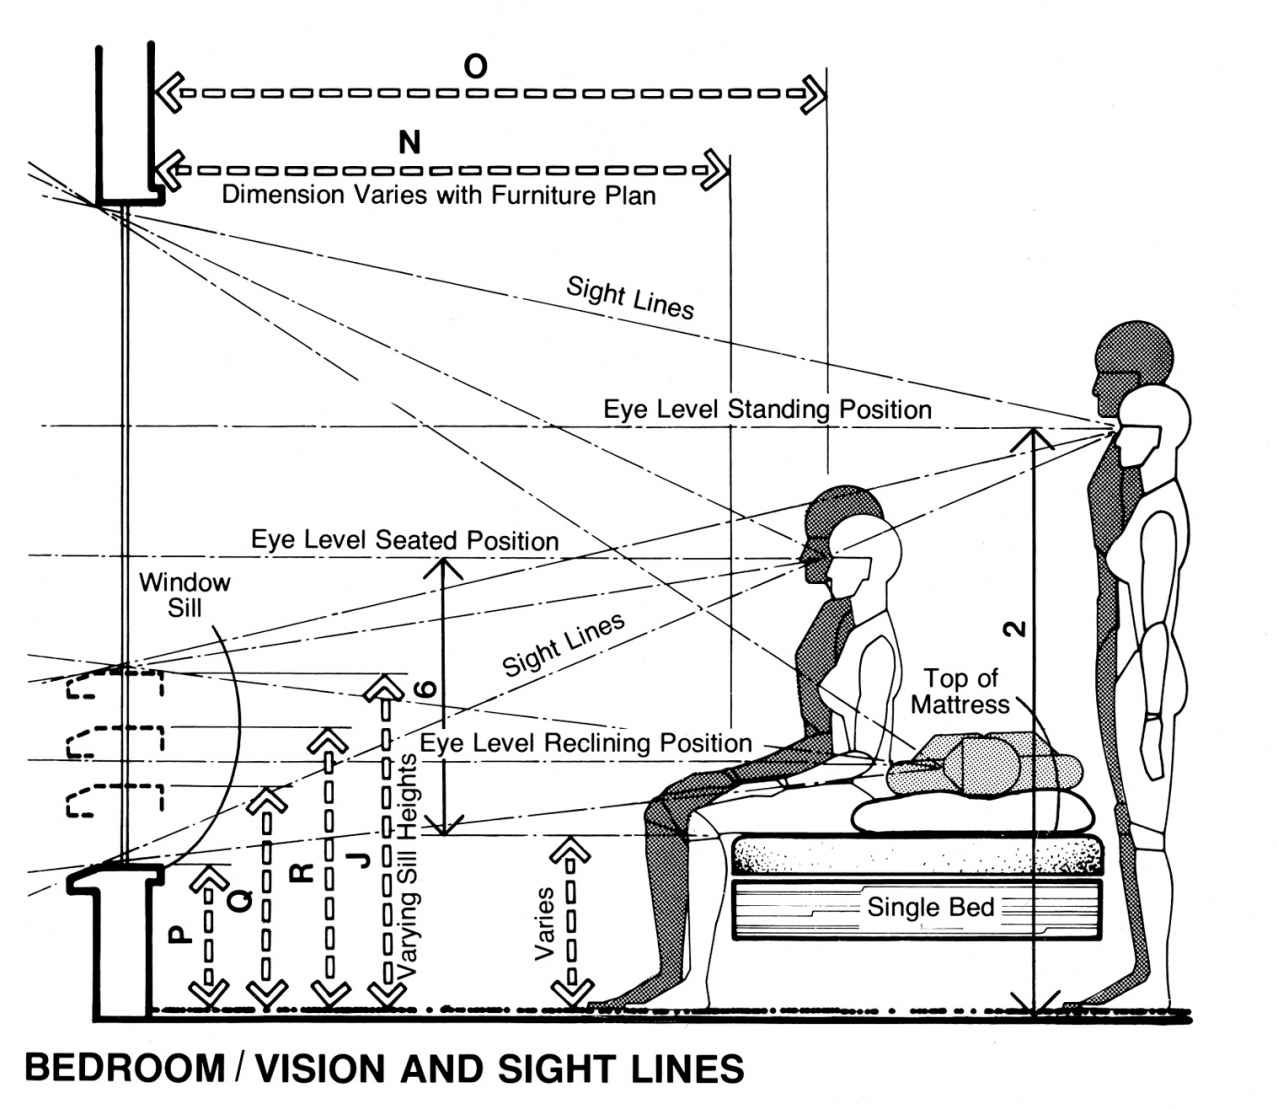 O
N
Dimension Varies with Furniture Plan
Sight Lines
Eye Level Standing Position
Eye Level Seated Position
Window
Sill
Sight Lines
2
6
Top of
Mattress
Eye Level Reclining Position
Varying Sill Heights
J
R
Q
P
Varies
Single Bed
BEDROOM / VISION AND SIGHT LINES